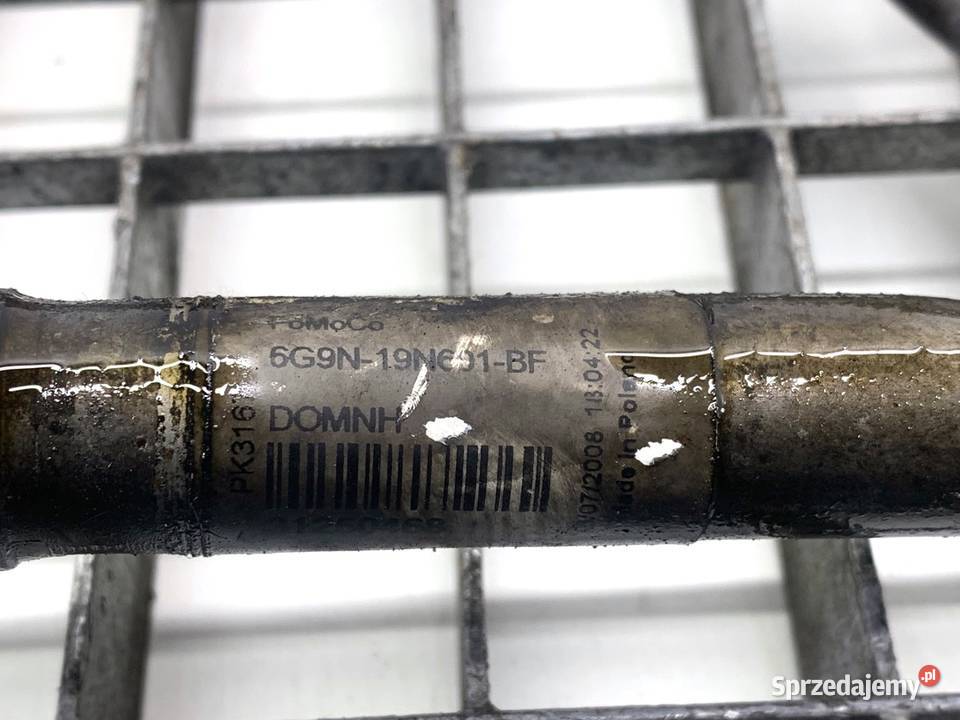 FoMoCo
6G9N-19N601-BF
DOMNH
PK316
/07/2008 18:04:22
Made In Poland
Sprzedajemy.pl